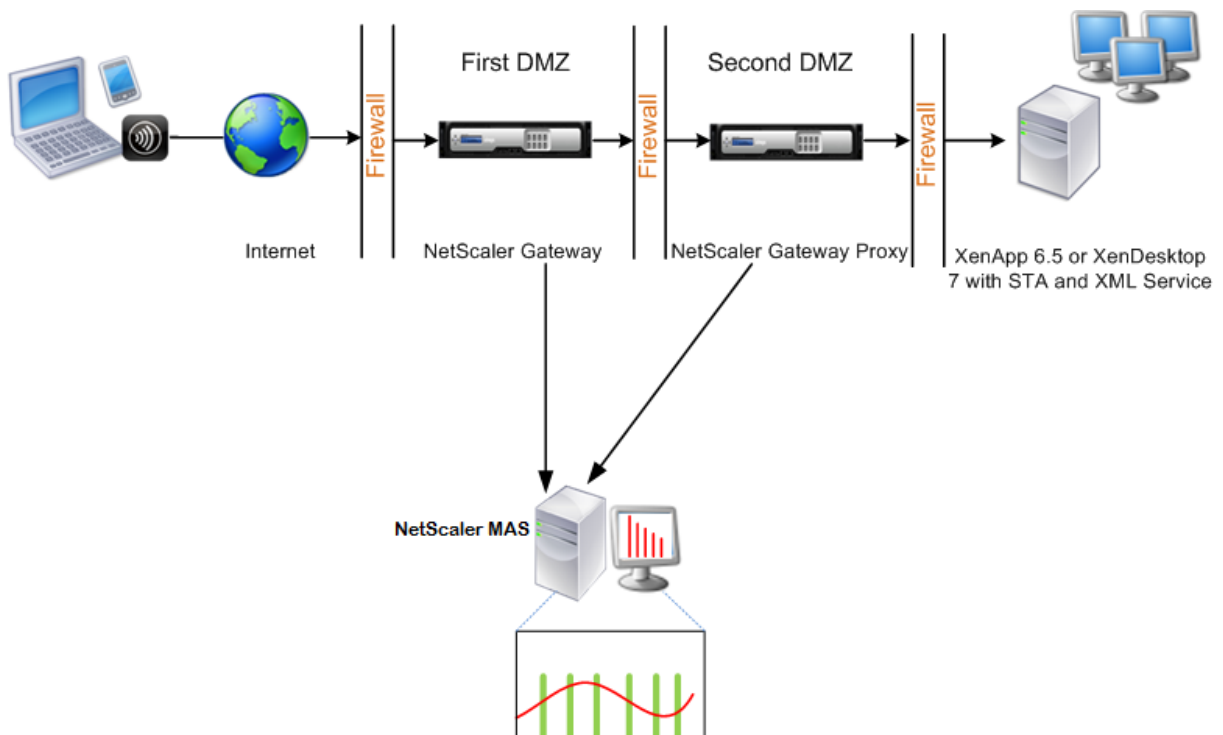 First DMZ
Second DMZ
Firewall
Firewall
Firewall
Internet
NetScaler Gateway
NetScaler Gateway Proxy
XenApp 6.5 or XenDesktop
7 with STA and XML Service
NetScaler MAS